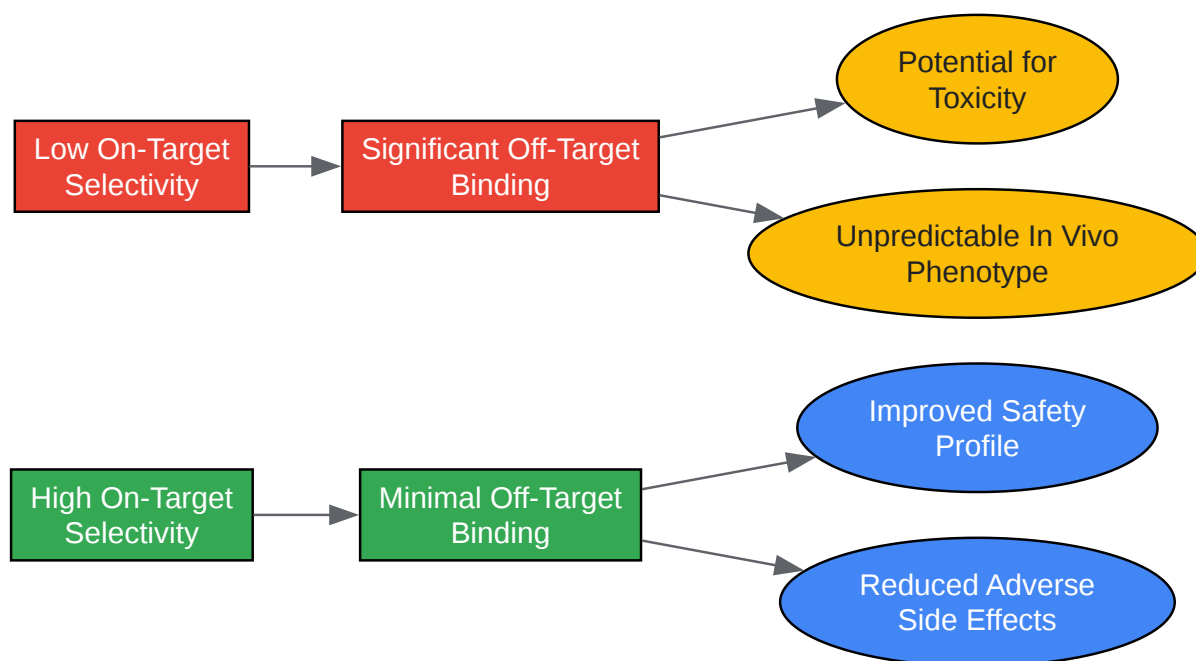 Potential for
Toxicity
Low On-Target
Selectivity
Significant Off-Target
Binding
Unpredictable In Vivo
Phenotype
Improved Safety
Profile
High On-Target
Selectivity
Minimal Off-Target
Binding
Reduced Adverse
Side Effects